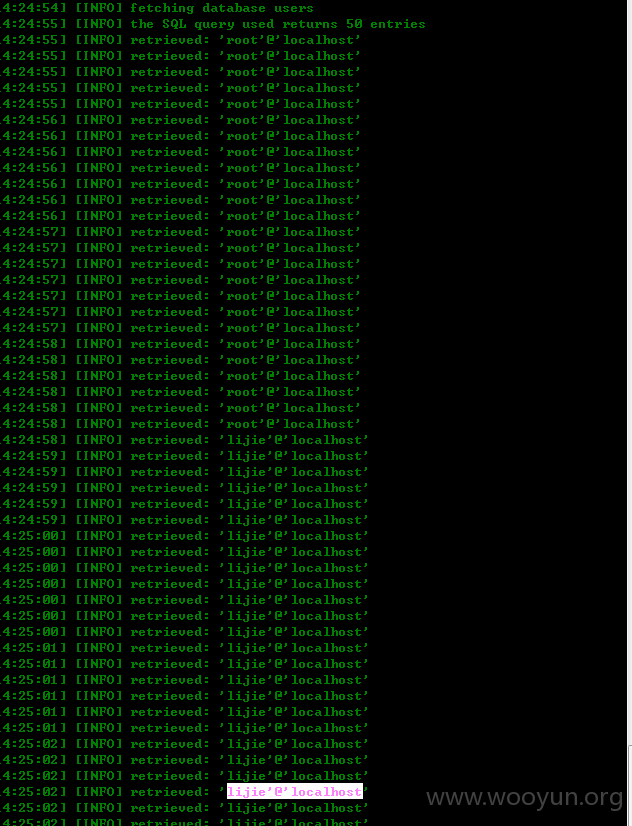 4:24:54] [INFO] fetching database users
4:24:55] [INFO] the SQL query used returns 50 entries
4:24:55] [INFO] retrieved: 'root'@'localhost'
4:24:55] [INFO] retrieved: 'root'@'localhost'
4:24:55] [INFO] retrieved: 'root'@'localhost'
4:24:55] [INFO] retrieved: 'root'@'localhost'
4:24:55] [INFO] retrieved: 'root'@'localhost'
4:24:56] [INFO] retrieved: 'root'@'localhost'
4:24:56] [INFO] retrieved: 'root'@'localhost'
4:24:56] [INFO] retrieved: 'root'@'localhost'
4:24:56] [INFO] retrieved: 'root'@'localhost'
4:24:56] [INFO] retrieved: 'root'@'localhost'
4:24:56] [INFO] retrieved: 'root'@'localhost'
4:24:56] [INFO] retrieved: 'root'@'localhost'
4:24:57] [INFO] retrieved: 'root'@'localhost'
4:24:57] [INFO] retrieved: 'root'@'localhost'
4:24:57] [INFO] retrieved: 'root'@'localhost'
4:24:57] [INFO] retrieved: 'root'@'localhost'
4:24:57] [INFO] retrieved: 'root'@'localhost'
4:24:57] [INFO] retrieved: 'root'@'localhost'
4:24:57] [INFO] retrieved: 'root'@'localhost'
4:24:58] [INFO] retrieved: 'root'@'localhost'
4:24:58] [INFO] retrieved: 'root'@'localhost'
4:24:58] [INFO] retrieved: 'root'@'localhost'
4:24:58] [INFO] retrieved: 'root'@'localhost'
4:24:58] [INFO] retrieved: 'root'@'localhost'
4:24:58] [INFO] retrieved: 'root'@'localhost'
4:24:58] [INFO] retrieved: 'lijie'@'localhost'
4:24:59] [INFO] retrieved: 'lijie'@'localhost'
4:24:59] [INFO] retrieved: 'lijie'@'localhost'
4:24:59] [INFO] retrieved: 'lijie'@'localhost'
4:24:59] [INFO] retrieved: 'lijie'@'localhost'
4:24:59] [INFO] retrieved: 'lijie'@'localhost'
4:25:00] [INFO] retrieved: 'lijie'@'localhost'
4:25:00] [INFO] retrieved: 'lijie'@'localhost'
4:25:00] [INFO] retrieved: 'lijie'@'localhost'
4:25:00] [INFO] retrieved: 'lijie'@'localhost'
4:25:00] [INFO] retrieved: 'lijie'@'localhost'
4:25:00] [INFO] retrieved: 'lijie'@'localhost'
4:25:00] [INFO] retrieved: 'lijie'@'localhost'
4:25:01] [INFO] retrieved: 'lijie'@'localhost'
4:25:01] [INFO] retrieved: 'lijie'@'localhost'
4:25:01] [INFO] retrieved: 'lijie'@'localhost'
4:25:01] [INFO] retrieved: 'lijie'@'localhost'
4:25:01] [INFO] retrieved: 'lijie'@'localhost'
4:25:01] [INFO] retrieved: 'lijie'@'localhost'
4:25:02] [INFO] retrieved: 'lijie'@'localhost'
4:25:02] [INFO] retrieved: 'lijie'@'localhost'
4:25:02] [INFO] retrieved: 'lijie'@'localhost'
4:25:02] [INFO] retrieved: 'lijie'@'localhost'
www.wooyun.org
4:25:02] [INFO] retrieved: 'lijie'@'localhost'
4:25:02] [INFO] retrieved: 'lijie'@'localhost'